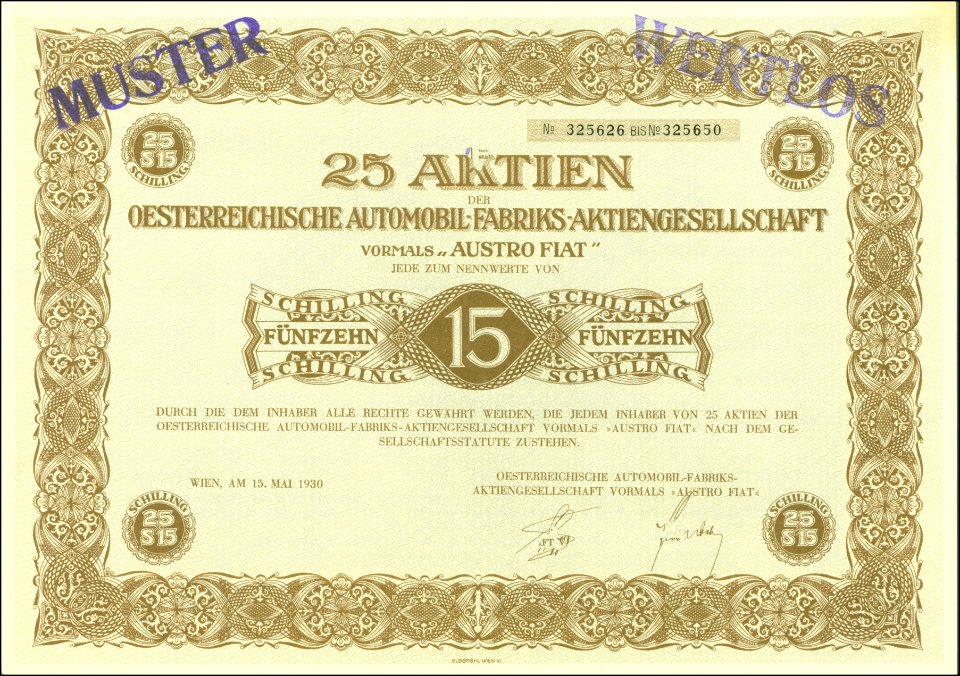 MUSTER
WERTLOS
№ 325626 BIS № 325650
25 S 15 SCHILLING
25 S 15 SCHILLING
25 AKTIEN
DER
OESTERREICHISCHE AUTOMOBIL-FABRIKS-AKTIENGESELLSCHAFT
VORMALS „AUSTRO FIAT"
JEDE ZUM NENNWERTE VON
SCHILLING SCHILLING
FÜNFZEHN 15 FÜNFZEHN
SCHILLING SCHILLING
DURCH DIE DEM INHABER ALLE RECHTE GEWÄHRT WERDEN, DIE JEDEM INHABER VON 25 AKTIEN DER
OESTERREICHISCHE AUTOMOBIL-FABRIKS-AKTIENGESELLSCHAFT VORMALS »AUSTRO FIAT« NACH DEM GE-
SELLSCHAFTSSTATUTE ZUSTEHEN.
WIEN, AM 15. MAI 1930
OESTERREICHISCHE AUTOMOBIL-FABRIKS-
AKTIENGESELLSCHAFT VORMALS »AUSTRO FIAT«
SCHILLING 25 S 15
SCHILLING 25 S 15
ELBEMÜHL WIEN VI.